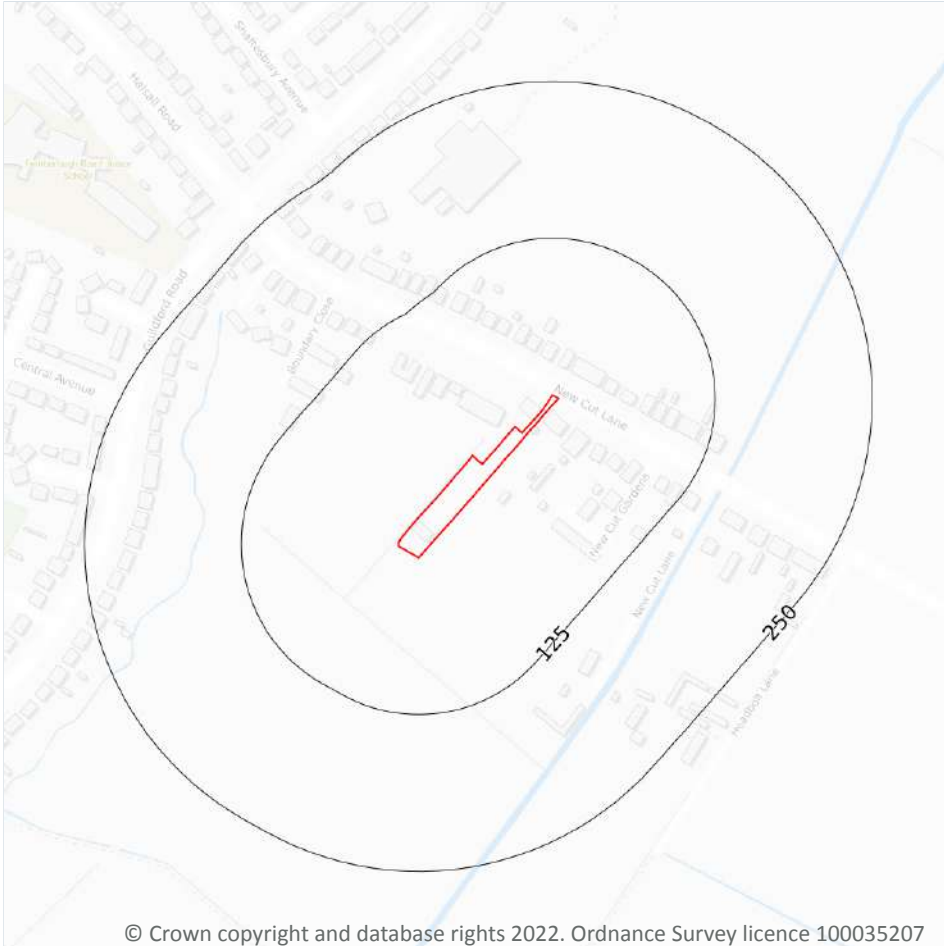 Shaftesbury Avenue
Halsall Road
Guildford Road
Boundary Close
Central Avenue
New Cut Lane
New Cut Gardens
New Cut Lane
125
250
Lane
© Crown copyright and database rights 2022. Ordnance Survey licence 100035207